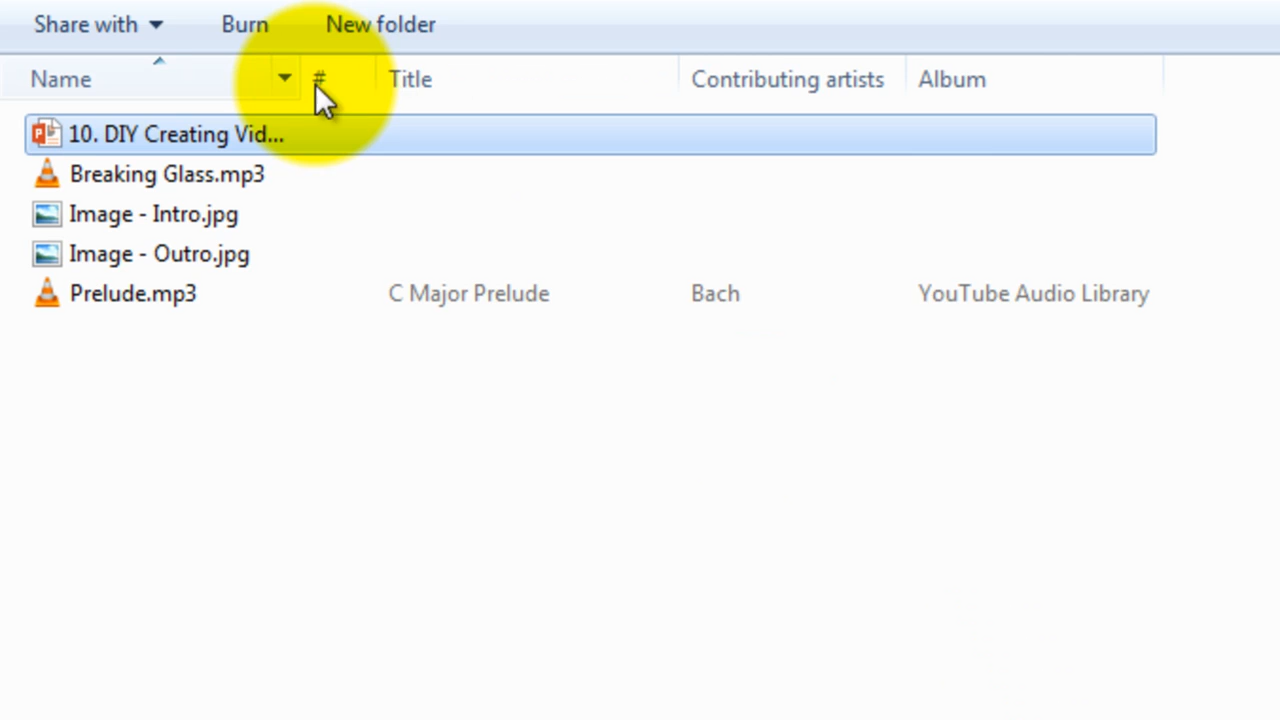 Share with Burn New folder
Name # Title Contributing artists Album
10. DIY Creating Vid...
Breaking Glass.mp3
Image - Intro.jpg
Image - Outro.jpg
Prelude.mp3 C Major Prelude Bach YouTube Audio Library